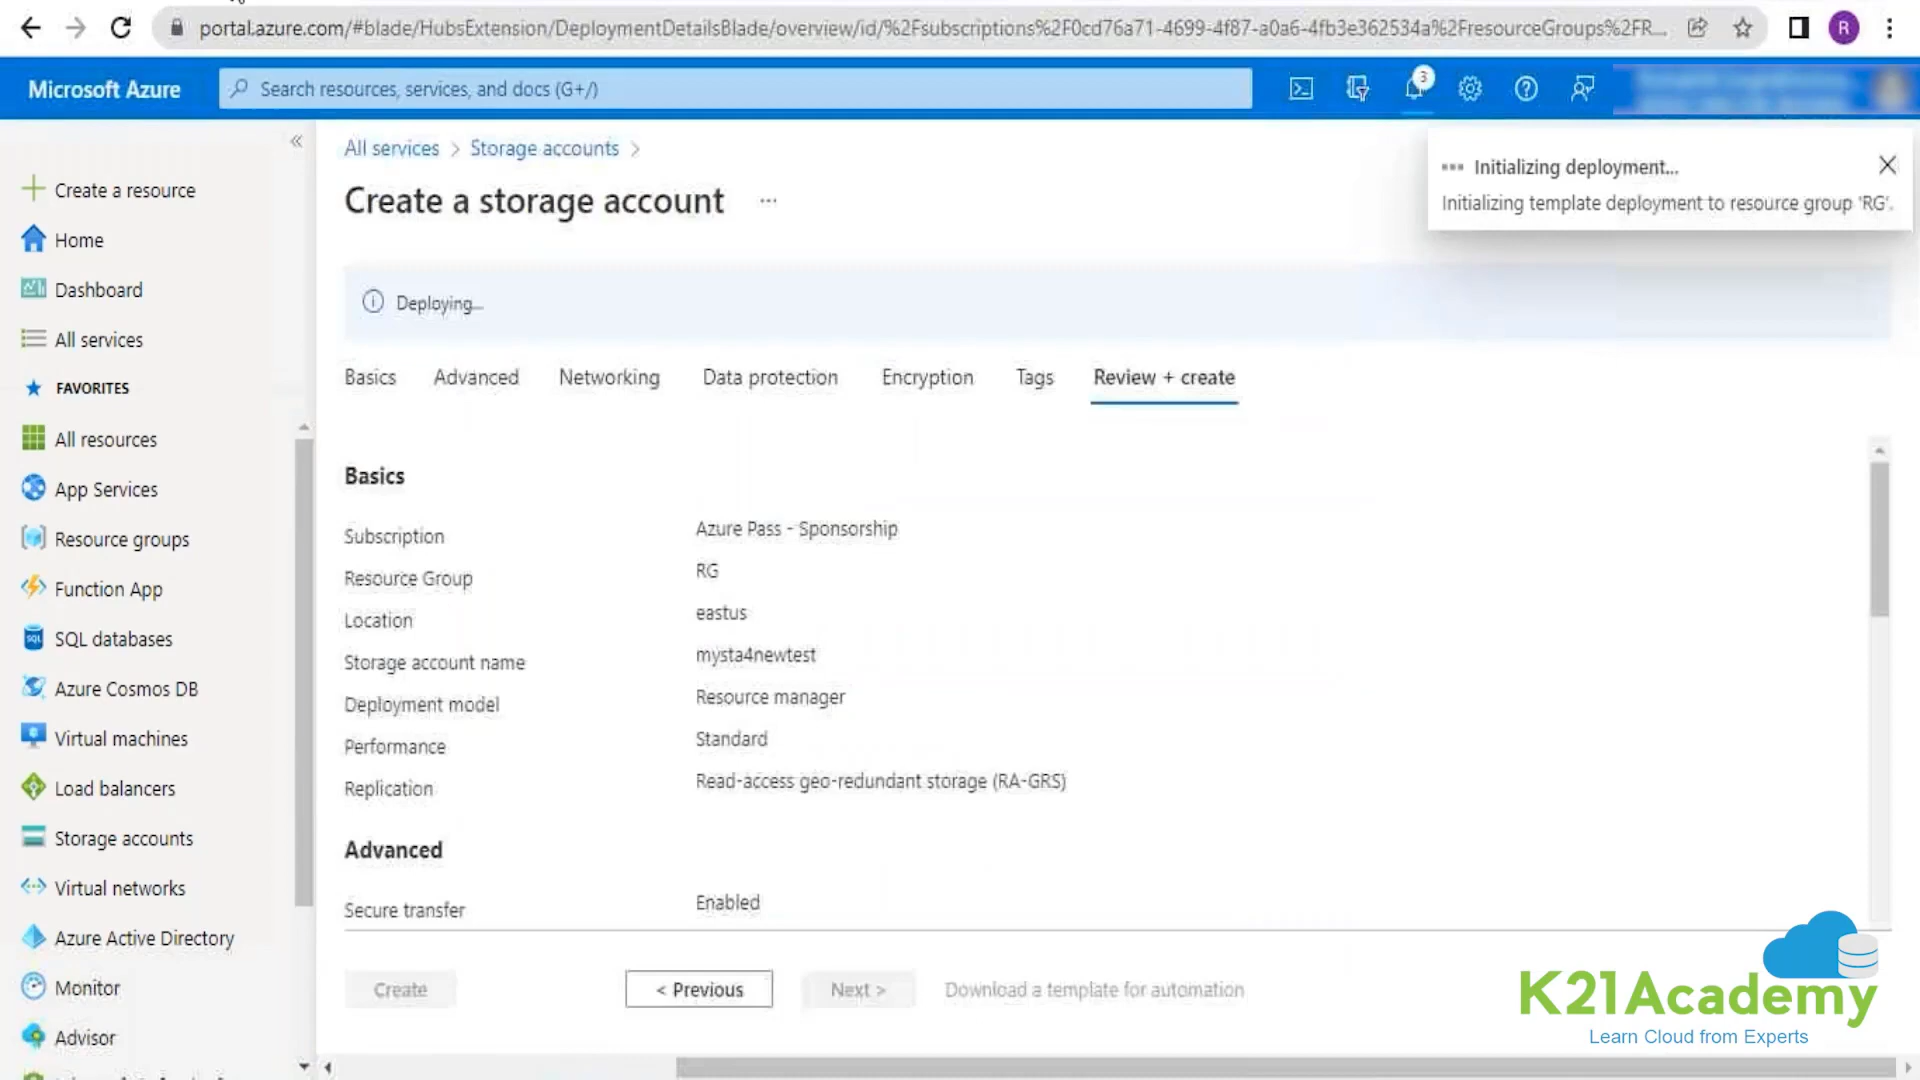 portal.azure.com/#blade/HubsExtension/DeploymentDetailsBlade/overview/id/%2Fsubscriptions%2F0cd76a71-4699-4f87-a0a6-4fb3e362534a%2FresourceGroups%2FR...
R
Microsoft Azure
Search resources, services, and docs (G+/)
3
Create a resource
Home
Dashboard
All services
FAVORITES
All resources
App Services
Resource groups
Function App
SQL databases
Azure Cosmos DB
Virtual machines
Load balancers
Storage accounts
Virtual networks
Azure Active Directory
Monitor
Advisor
All services > Storage accounts >
Create a storage account ...
Initializing deployment...
Initializing template deployment to resource group 'RG'.
Deploying...
Basics Advanced Networking Data protection Encryption Tags Review + create
Basics
Subscription Azure Pass - Sponsorship
Resource Group RG
Location eastus
Storage account name mysta4newtest
Deployment model Resource manager
Performance Standard
Replication Read-access geo-redundant storage (RA-GRS)
Advanced
Secure transfer Enabled
Create < Previous Next > Download a template for automation
K21Academy
Learn Cloud from Experts